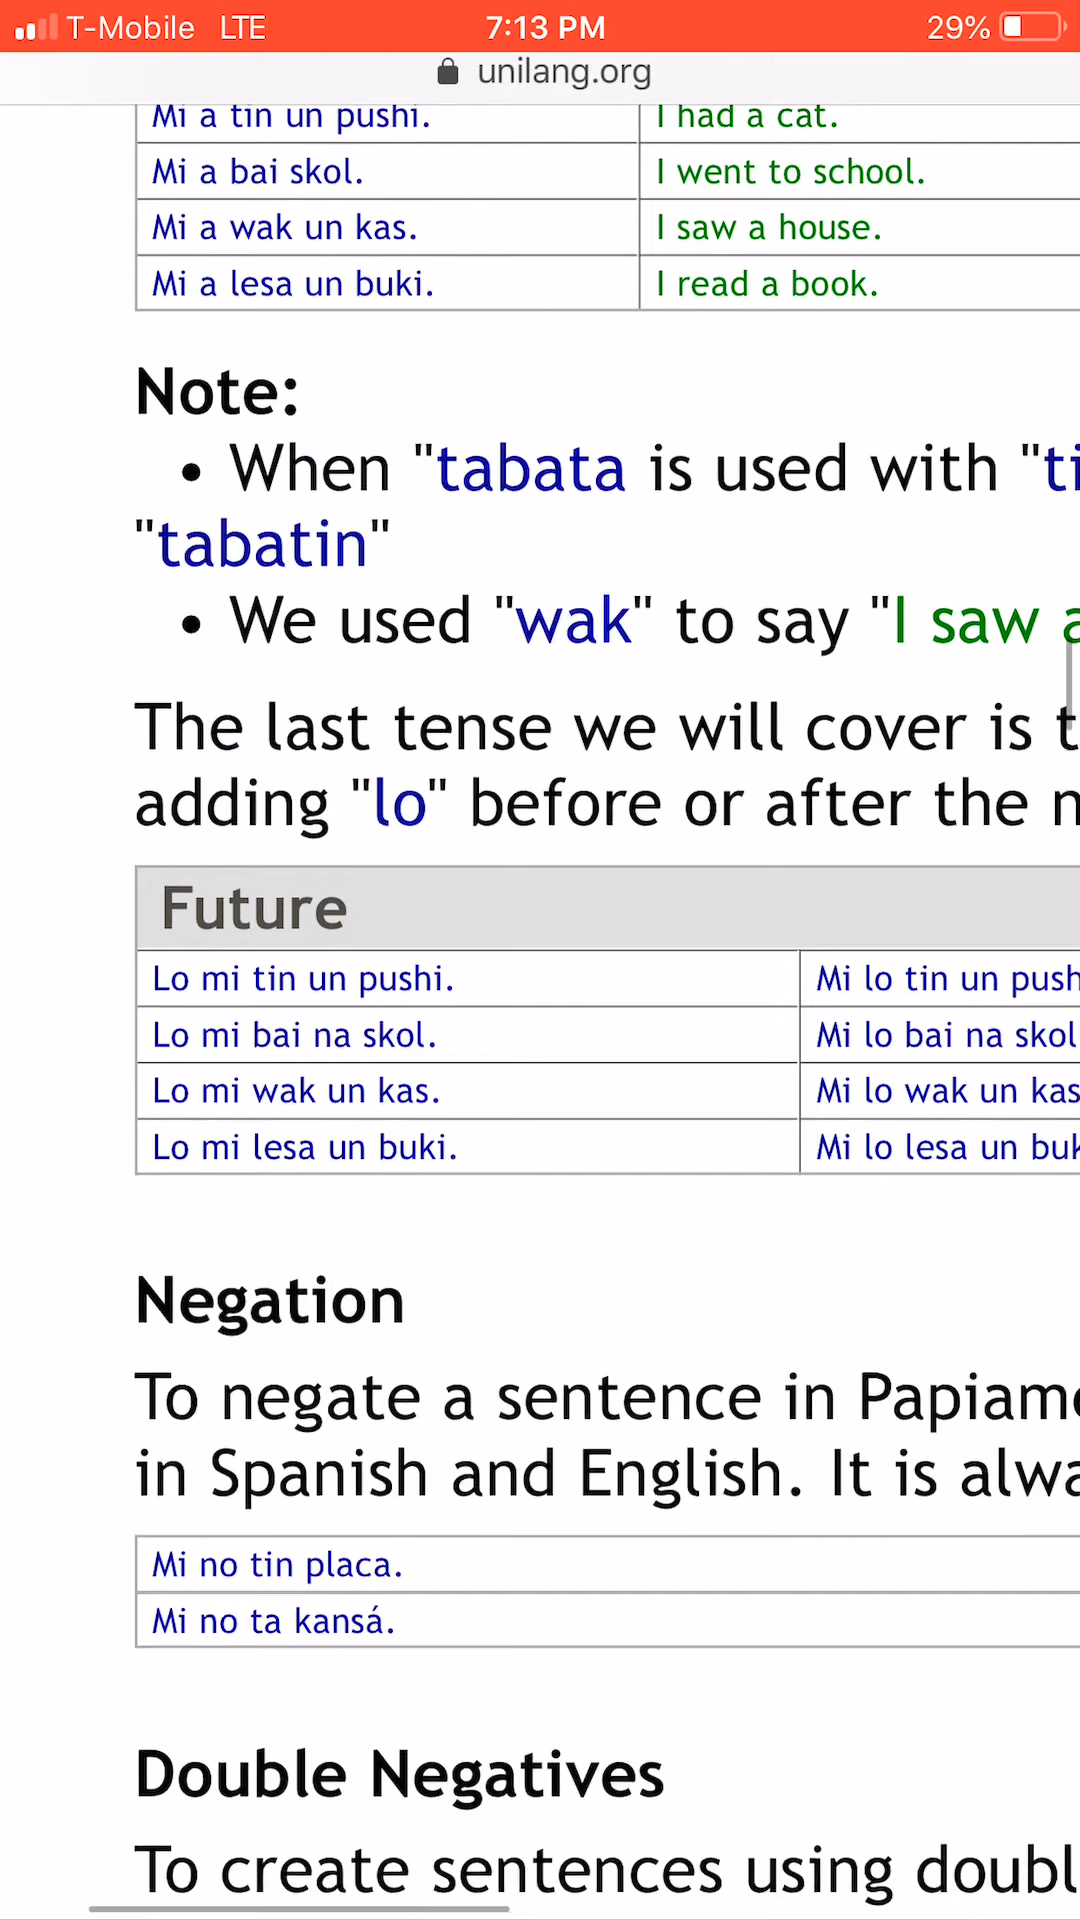 T-Mobile LTE 7:13 PM 29%
unilang.org
Mi a tin un pushi. I had a cat.
Mi a bai skol. I went to school.
Mi a wak un kas. I saw a house.
Mi a lesa un buki. I read a book.
Note:
• When "tabata is used with "ti
"tabatin"
• We used "wak" to say "I saw a
The last tense we will cover is t
adding "lo" before or after the n
Future
Lo mi tin un pushi. Mi lo tin un push
Lo mi bai na skol. Mi lo bai na skol
Lo mi wak un kas. Mi lo wak un kas
Lo mi lesa un buki. Mi lo lesa un buk
Negation
To negate a sentence in Papiame
in Spanish and English. It is alwa
Mi no tin placa.
Mi no ta kansá.
Double Negatives
To create sentences using doubl